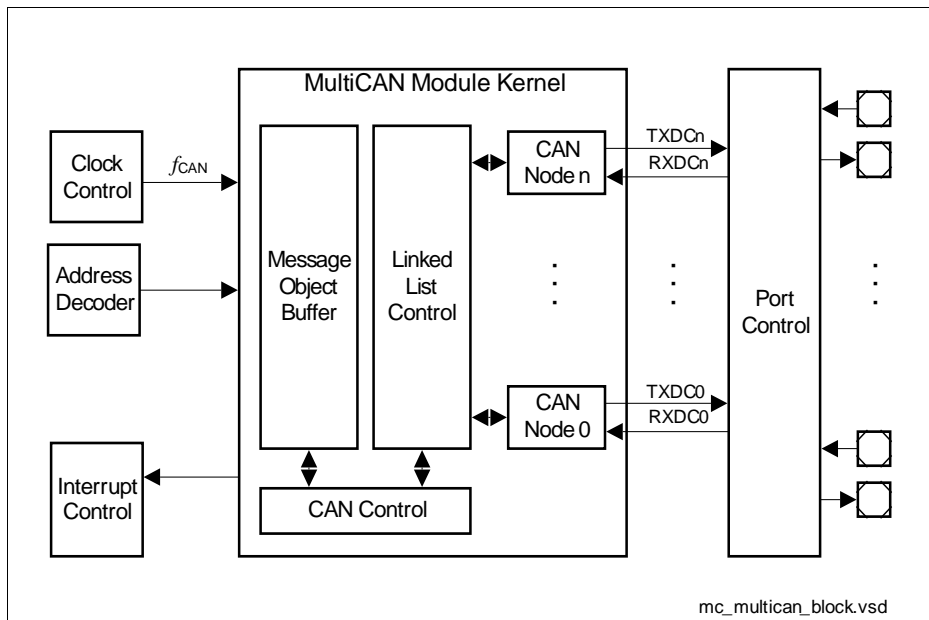 MultiCAN Module Kernel
Clock
Control
fCAN
Address
Decoder
Interrupt
Control
Message
Object
Buffer
Linked
List
Control
CAN Control
CAN
Node n
CAN
Node 0
TXDCn
RXDCn
TXDC0
RXDC0
Port
Control
mc_multican_block.vsd